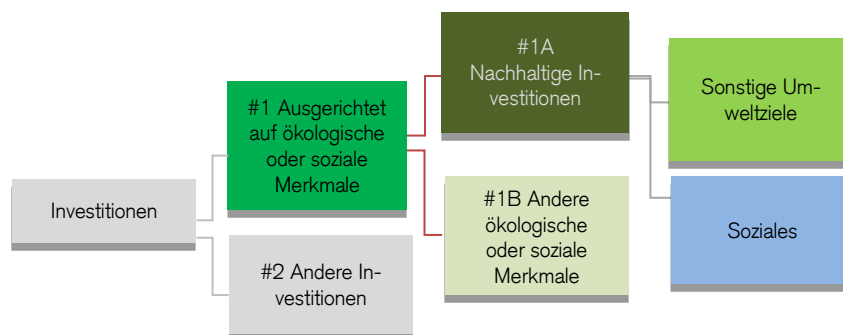 Investitionen
#1 Ausgerichtet
auf ökologische
oder soziale
Merkmale
#2 Andere In-
vestitionen
#1A
Nachhaltige In-
vestitionen
#1B Andere
ökologische
oder soziale
Merkmale
Sonstige Um-
weltziele
Soziales